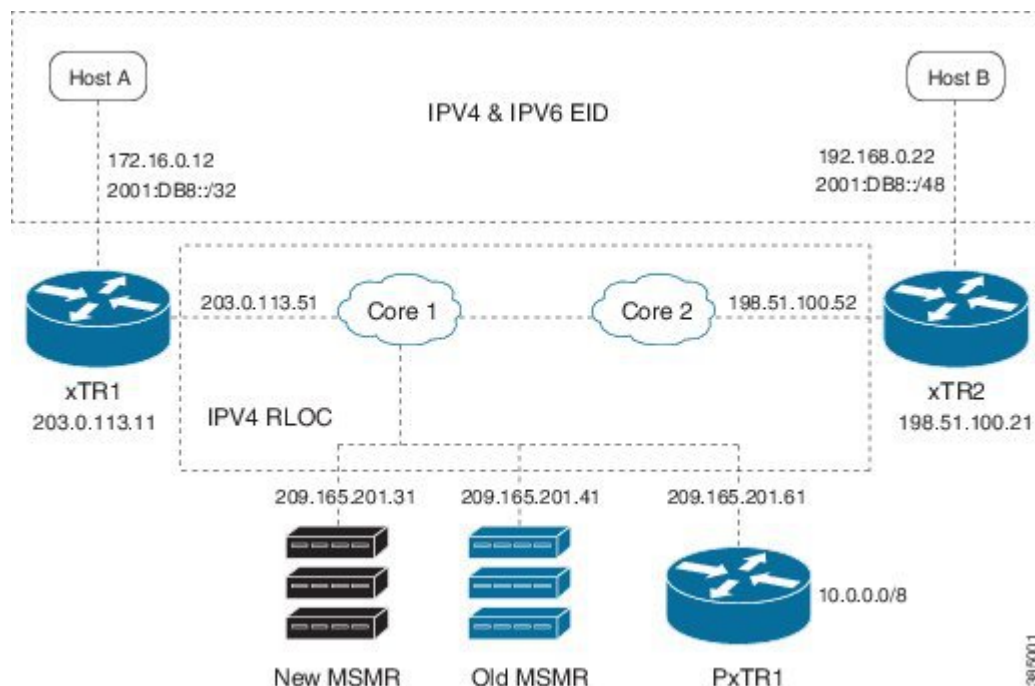 Host A
Host B
IPV4 & IPV6 EID
172.16.0.12
2001:DB8::/32
192.168.0.22
2001:DB8::/48
203.0.113.51
Core 1
Core 2
198.51.100.52
xTR1
203.0.113.11
IPV4 RLOC
xTR2
198.51.100.21
209.165.201.31
209.165.201.41
209.165.201.61
10.0.0.0/8
New MSMR
Old MSMR
PxTR1